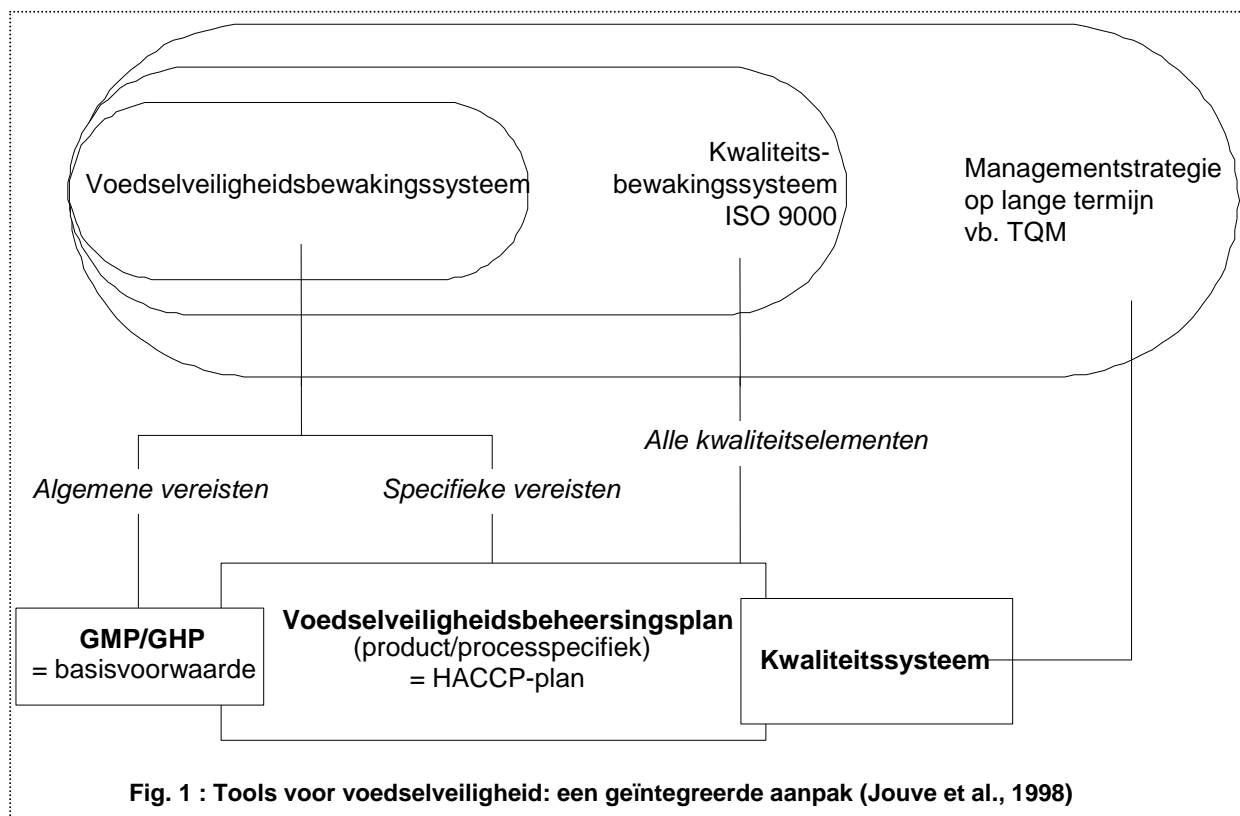 Voedselveiligheidsbewakingssysteem
Kwaliteits-
bewakingssysteem
ISO 9000
Managementstrategie
op lange termijn
vb. TQM
Alle kwaliteitselementen
Algemene vereisten
Specifieke vereisten
GMP/GHP
= basisvoorwaarde
Voedselveiligheidsbeheersingsplan
(product/processpecifiek)
= HACCP-plan
Kwaliteitssysteem
Fig. 1 : Tools voor voedselveiligheid: een geïntegreerde aanpak (Jouve et al., 1998)